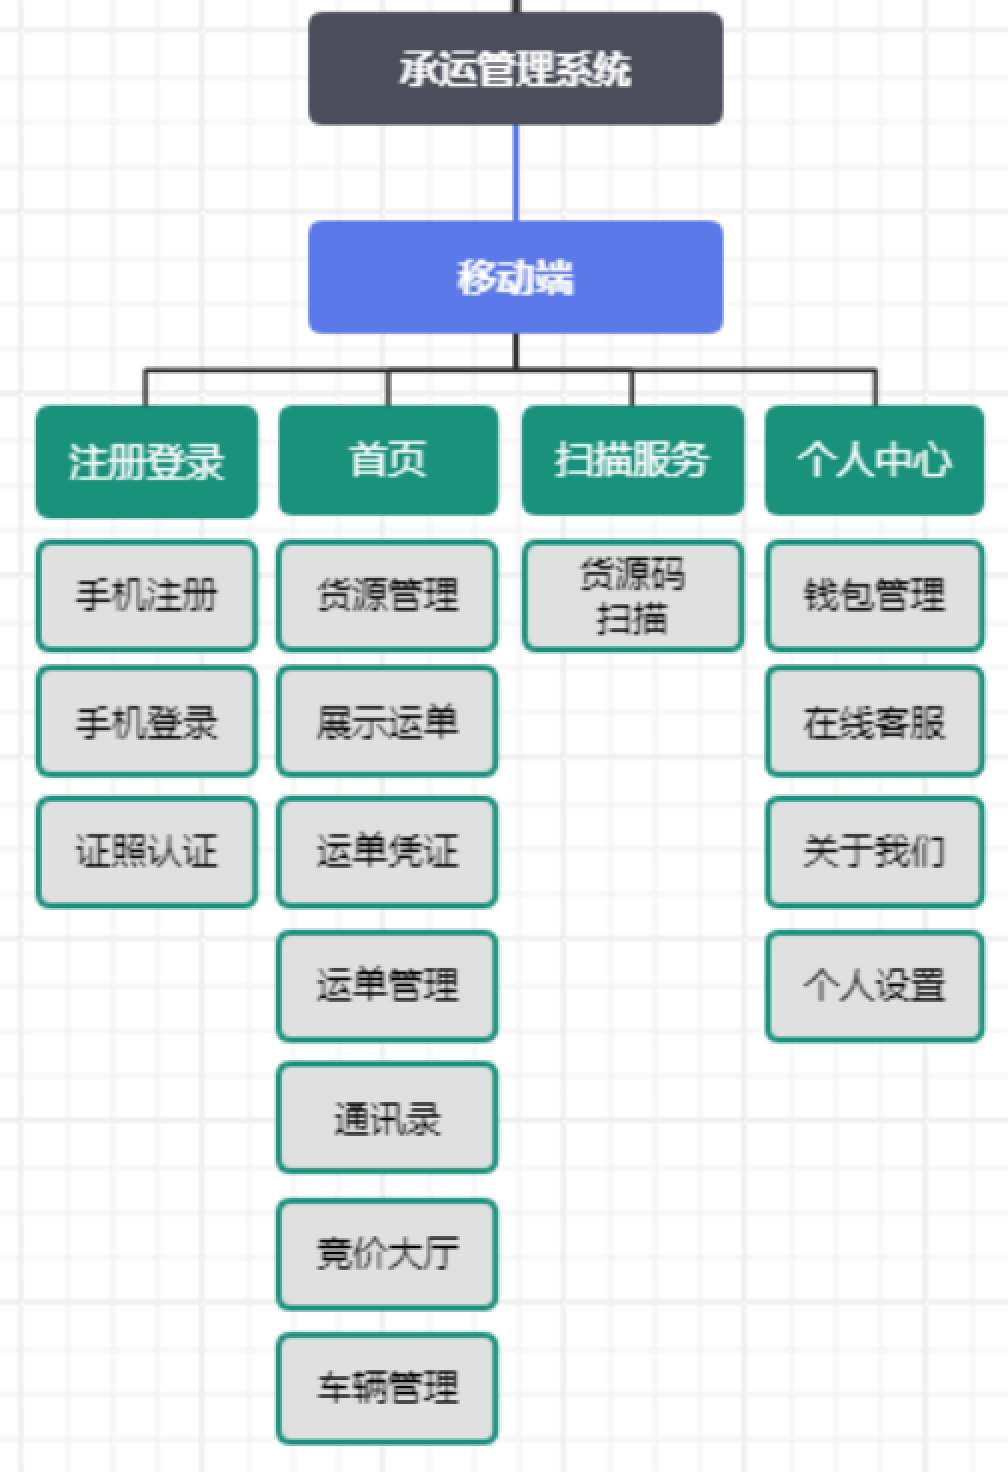 承运管理系统
移动端
注册登录
首页
扫描服务
个人中心
手机注册
货源管理
货源码
扫描
钱包管理
手机登录
展示运单
在线客服
证照认证
运单凭证
关于我们
运单管理
个人设置
通讯录
竞价大厅
车辆管理